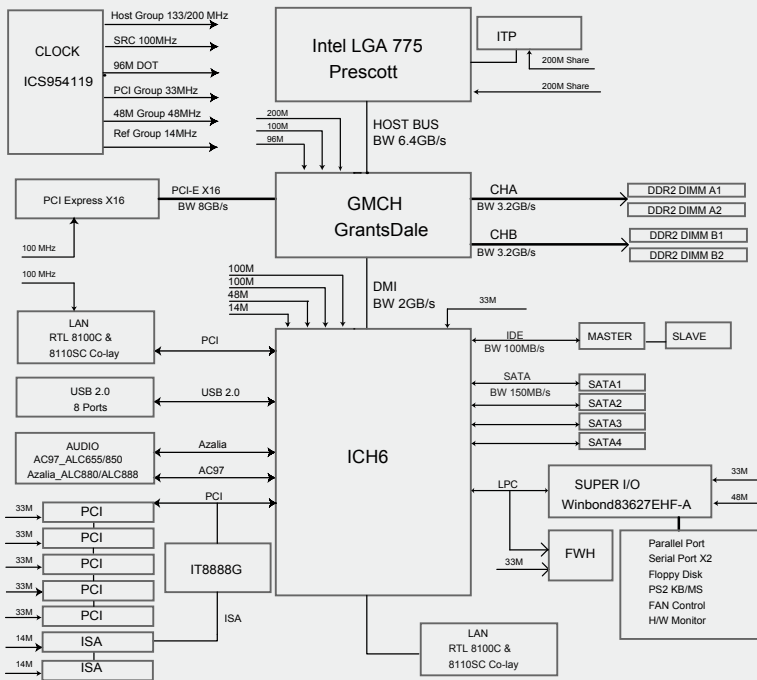 CLOCK
ICS954119
Host Group 133/200 MHz
SRC 100MHz
96M DOT
PCI Group 33MHz
48M Group 48MHz
Ref Group 14MHz
Intel LGA 775
Prescott
ITP
200M Share
200M Share
HOST BUS
BW 6.4GB/s
200M
100M
96M
PCI Express X16
PCI-E X16
BW 8GB/s
GMCH
GrantsDale
CHA
BW 3.2GB/s
CHB
BW 3.2GB/s
DDR2 DIMM A1
DDR2 DIMM A2
DDR2 DIMM B1
DDR2 DIMM B2
100 MHz
100 MHz
100M
100M
48M
14M
DMI
BW 2GB/s
33M
LAN
RTL 8100C &
8110SC Co-lay
PCI
IDE
BW 100MB/s
MASTER
SLAVE
USB 2.0
8 Ports
USB 2.0
SATA
BW 150MB/s
SATA1
SATA2
SATA3
SATA4
AUDIO
AC97_ALC655/850
Azalia_ALC880/ALC888
Azalia
AC97
ICH6
PCI
LPC
SUPER I/O
Winbond83627EHF-A
33M
48M
33M
PCI
33M
PCI
33M
PCI
33M
PCI
33M
PCI
14M
ISA
14M
ISA
IT8888G
ISA
33M
FWH
Parallel Port
Serial Port X2
Floppy Disk
PS2 KB/MS
FAN Control
H/W Monitor
LAN
RTL 8100C &
8110SC Co-lay